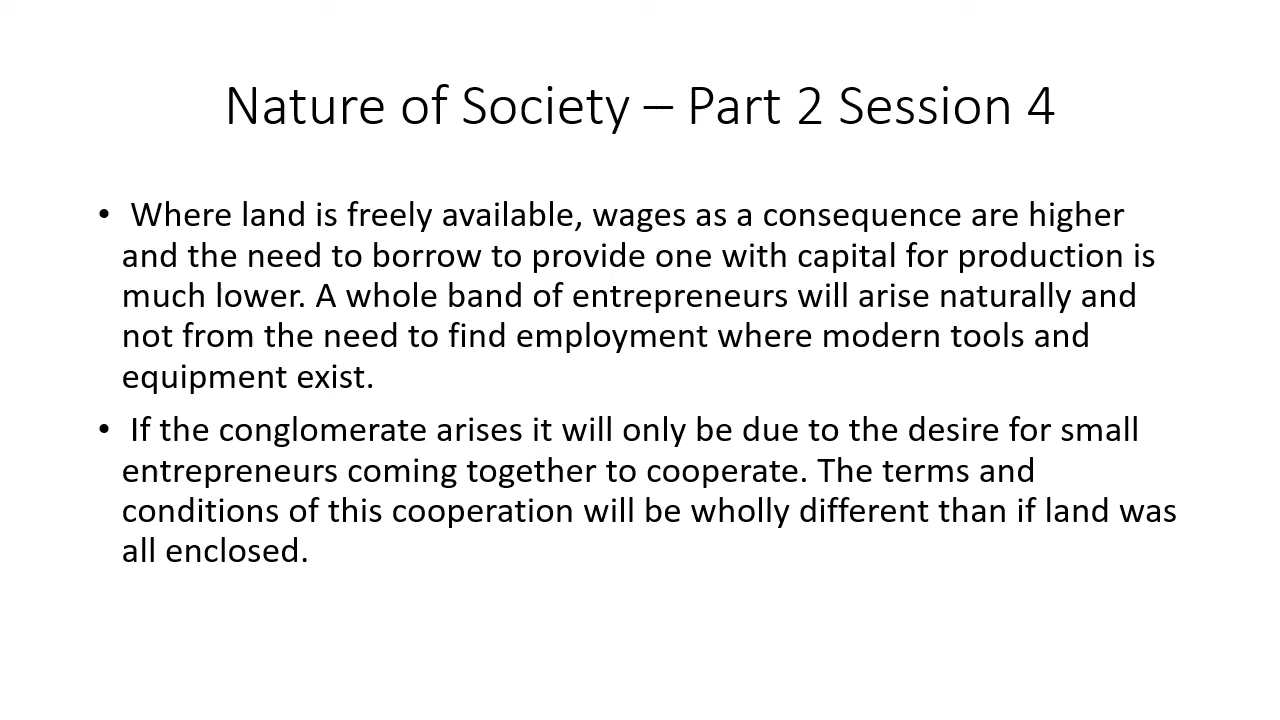 Nature of Society – Part 2 Session 4
• Where land is freely available, wages as a consequence are higher
and the need to borrow to provide one with capital for production is
much lower. A whole band of entrepreneurs will arise naturally and
not from the need to find employment where modern tools and
equipment exist.
• If the conglomerate arises it will only be due to the desire for small
entrepreneurs coming together to cooperate. The terms and
conditions of this cooperation will be wholly different than if land was
all enclosed.